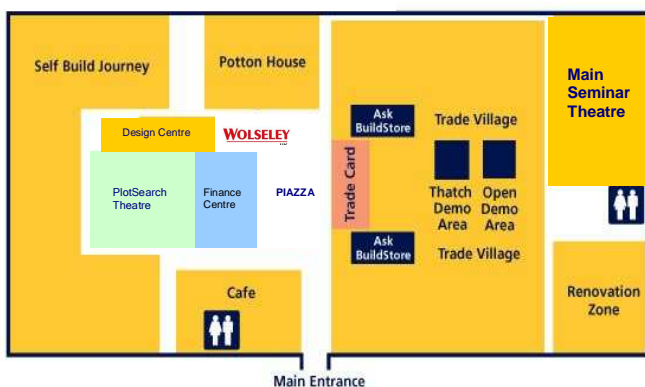 Self Build Journey
Potton House
Main
Seminar
Theatre
Ask
BuildStore
Trade Village
Design Centre
WOLSELEY
Trade Card
PlotSearch
Theatre
Finance
Centre
PIAZZA
Thatch
Demo
Area
Open
Demo
Area
Ask
BuildStore
Trade Village
Cafe
Renovation
Zone
Main Entrance